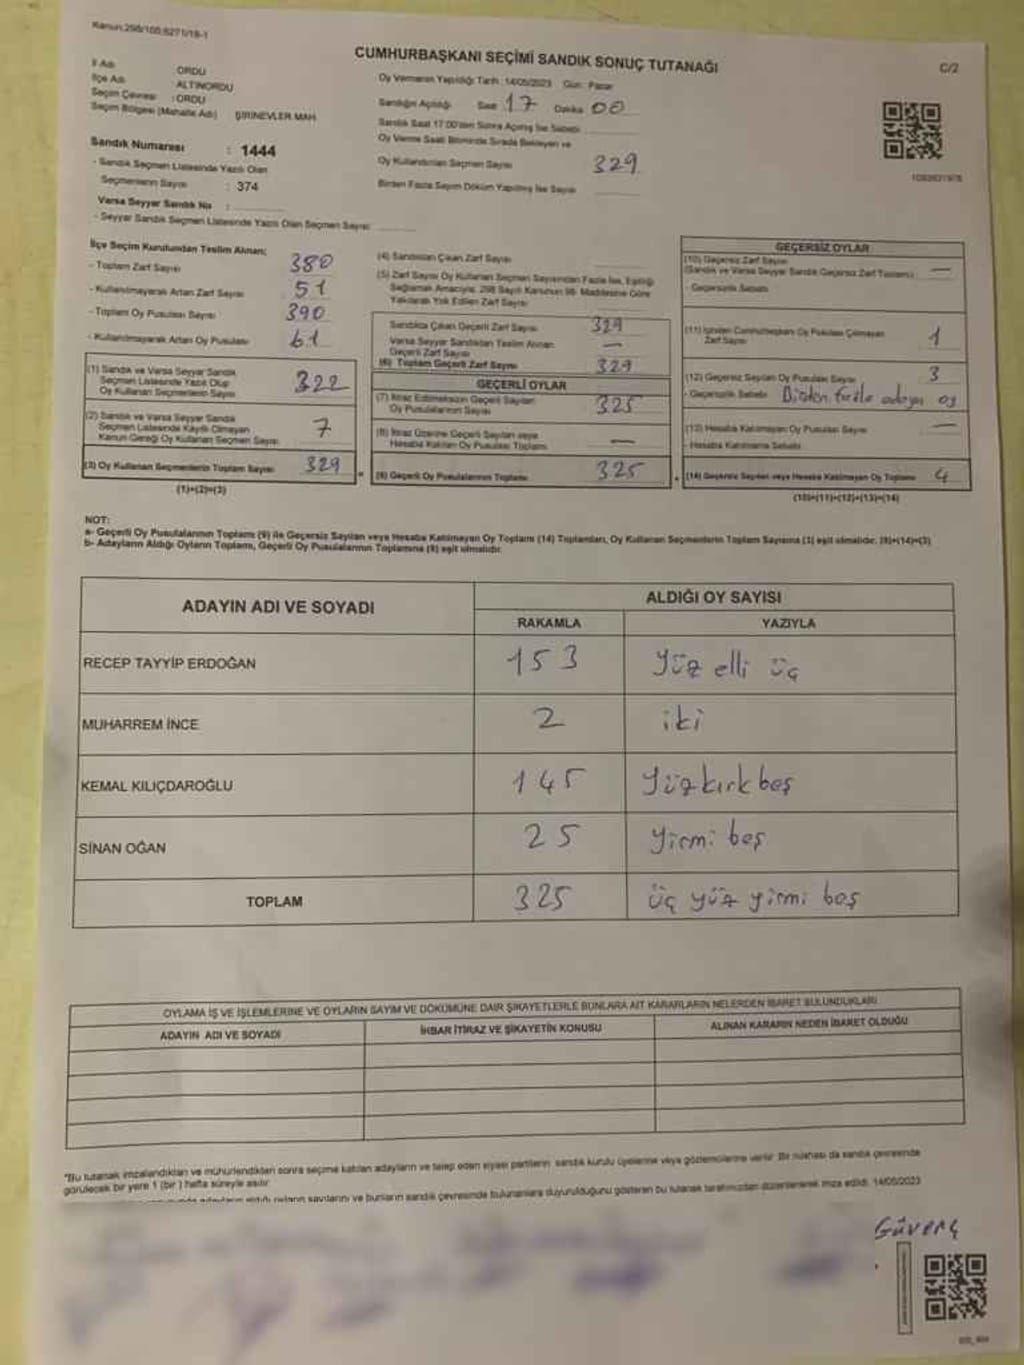 Kanun:298/105;6271/18-1
CUMHURBAŞKANI SEÇİMİ SANDIK SONUÇ TUTANAĞI
C/2
İl Adı : ORDU
İlçe Adı : ALTINORDU
Seçim Çevresi : ORDU
Seçim Bölgesi (Mahalle Adı) ŞİRİNEVLER MAH.
Oy Vermenin Yapıldığı Tarih: 14/05/2023 Gün: Pazar
Sandığın Açıldığı Saat 17 Dakika 00
Sandık Saat 17:00'den Sonra Açılmış İse Sebebi
Oy Verme Saati Bitiminde Sırada Bekleyen ve
Oy Kullandırılan Seçmen Sayısı 329
Birden Fazla Sayım Döküm Yapılmış İse Sayısı
Sandık Numarası : 1444
- Sandık Seçmen Listesinde Yazılı Olan
Seçmenlerin Sayısı : 374
Varsa Seyyar Sandık No :
- Seyyar Sandık Seçmen Listesinde Yazılı Olan Seçmen Sayısı
İlçe Seçim Kurulundan Teslim Alınan;
- Toplam Zarf Sayısı 380
- Kullanılmayarak Artan Zarf Sayısı 51
- Toplam Oy Pusulası Sayısı 390
- Kullanılmayarak Artan Oy Pusulası 61
(1) Sandık ve Varsa Seyyar Sandık
Seçmen Listesinde Yazılı Olup
Oy Kullanan Seçmenlerin Sayısı 322
(2) Sandık ve Varsa Seyyar Sandık
Seçmen Listesinde Kayıtlı Olmayan
Kanun Gereği Oy Kullanan Seçmen Sayısı 7
(3) Oy Kullanan Seçmenlerin Toplam Sayısı 329
(1)+(2)=(3)
(4) Sandıktan Çıkan Zarf Sayısı
(5) Zarf Sayısı Oy Kullanan Seçmen Sayısından Fazla İse, Eşitliği
Sağlamak Amacıyla, 298 Sayılı Kanunun 98. Maddesine Göre
Yakılarak Yok Edilen Zarf Sayısı
Sandıkta Çıkan Geçerli Zarf Sayısı 329
Varsa Seyyar Sandıktan Teslim Alınan
Geçerli Zarf Sayısı —
(6) Toplam Geçerli Zarf Sayısı 329
GEÇERLİ OYLAR
(7) İtiraz Edilmeksizin Geçerli Sayılan
Oy Pusulalarının Sayısı 325
(8) İtiraz Üzerine Geçerli Sayılan veya
Hesaba Katılan Oy Pusulası Toplamı —
(9) Geçerli Oy Pusulalarının Toplamı 325
GEÇERSİZ OYLAR
(10) Geçersiz Zarf Sayısı
(Sandık ve Varsa Seyyar Sandık Geçersiz Zarf Toplamı) —
- Geçersizlik Sebebi
(11) İçinden Cumhurbaşkanı Oy Pusulası Çıkmayan
Zarf Sayısı 1
(12) Geçersiz Sayılan Oy Pusulası Sayısı 3
- Geçersizlik Sebebi Birden fazla adaya oy
(13) Hesaba Katılmayan Oy Pusulası Sayısı —
- Hesaba Katılmama Sebebi
(14) Geçersiz Sayılan veya Hesaba Katılmayan Oy Toplamı 4
(10)+(11)+(12)+(13)=(14)
NOT:
a- Geçerli Oy Pusulalarının Toplamı (9) ile Geçersiz Sayılan veya Hesaba Katılmayan Oy Toplamı (14) Toplamları, Oy Kullanan Seçmenlerin Toplam Sayısına (3) eşit olmalıdır. (9)+(14)=(3)
b- Adayların Aldığı Oyların Toplamı, Geçerli Oy Pusulalarının Toplamına (9) eşit olmalıdır.
ADAYIN ADI VE SOYADI
ALDIĞI OY SAYISI
RAKAMLA YAZIYLA
RECEP TAYYİP ERDOĞAN 153 Yüz elli üç
MUHARREM İNCE 2 iki
KEMAL KILIÇDAROĞLU 145 Yüzkırkbeş
SİNAN OĞAN 25 Yirmi beş
TOPLAM 325 üç yüz yirmi beş
OYLAMA İŞ VE İŞLEMLERİNE VE OYLARIN SAYIM VE DÖKÜMÜNE DAİR ŞİKAYETLERLE BUNLARA AİT KARARLARIN NELERDEN İBARET BULUNDUKLARI
ADAYIN ADI VE SOYADI İHBAR İTİRAZ VE ŞİKAYETİN KONUSU ALINAN KARARIN NEDEN İBARET OLDUĞU
"Bu tutanak imzalandıktan ve mühürlendikten sonra seçime katılan adayların ve talep eden siyasi partilerin sandık kurulu üyelerine veya gözlemcilerine verilir. Bir nüshası da sandık çevresinde
görülecek bir yere 1 (bir) hafta süreyle asılır.
adayların aldığı oyların sayılarını ve bunların sandık çevresinde bulunanlara duyurulduğunu gösteren bu tutanak tarafımızdan düzenlenerek imza edildi. 14/05/2023
Güvenç